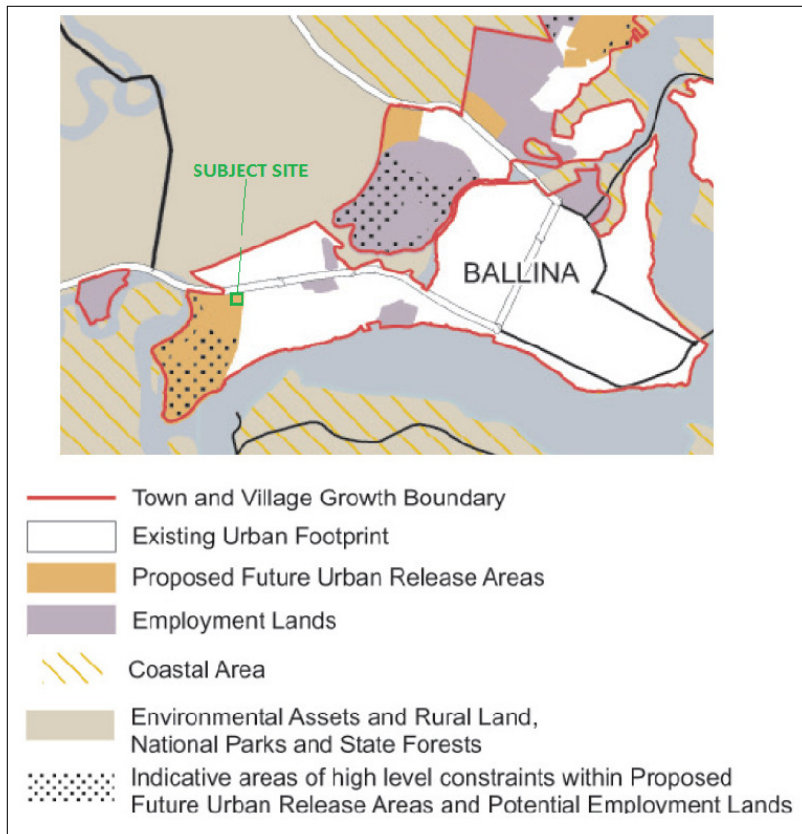 SUBJECT SITE
BALLINA
Town and Village Growth Boundary
Existing Urban Footprint
Proposed Future Urban Release Areas
Employment Lands
Coastal Area
Environmental Assets and Rural Land,
National Parks and State Forests
Indicative areas of high level constraints within Proposed
Future Urban Release Areas and Potential Employment Lands